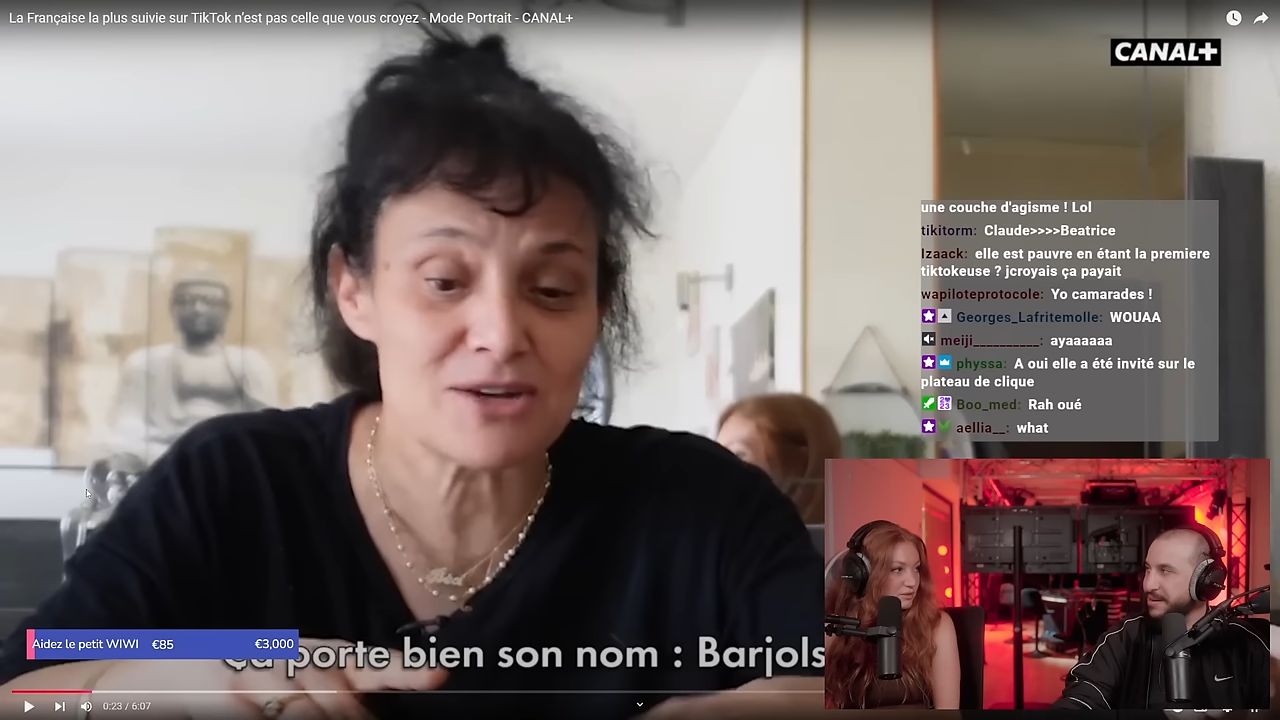 La Française la plus suivie sur TikTok n'est pas celle que vous croyez - Mode Portrait - CANAL+
CANAL+
une couche d'agisme ! Lol
tikitorm: Claude>>>>Beatrice
lzaack: elle est pauvre en étant la premiere
tiktokeuse ? jcroyais ça payait
wapiloteprotocole: Yo camarades !
Georges_Lafritemolle: WOUAA
meiji__________: ayaaaaaa
physsa: A oui elle a été invité sur le
plateau de clique
Boo_med: Rah oué
aellia__: what
Aidez le petit WIWI €85 €3,000
Ça porte bien son nom : Barjols
0:23 / 6:07